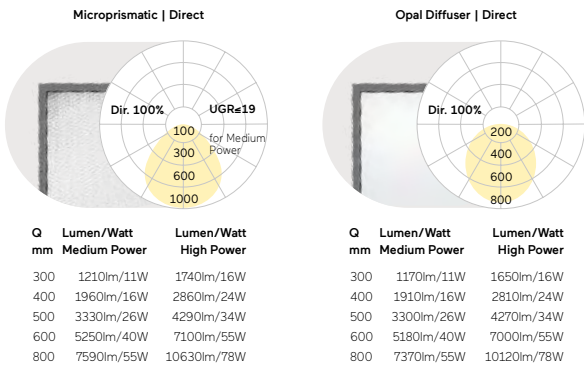 Microprismatic | Direct
Dir. 100%
UGR≤19
for Medium
Power
100
300
600
1000
Q Lumen/Watt Lumen/Watt
mm Medium Power High Power
300 1210lm/11W 1740lm/16W
400 1960lm/16W 2860lm/24W
500 3330lm/26W 4290lm/34W
600 5250lm/40W 7100lm/55W
800 7590lm/55W 10630lm/78W
Opal Diffuser | Direct
Dir. 100%
200
400
600
800
Q Lumen/Watt Lumen/Watt
mm Medium Power High Power
300 1170lm/11W 1650lm/16W
400 1910lm/16W 2810lm/24W
500 3300lm/26W 4270lm/34W
600 5180lm/40W 7000lm/55W
800 7370lm/55W 10120lm/78W